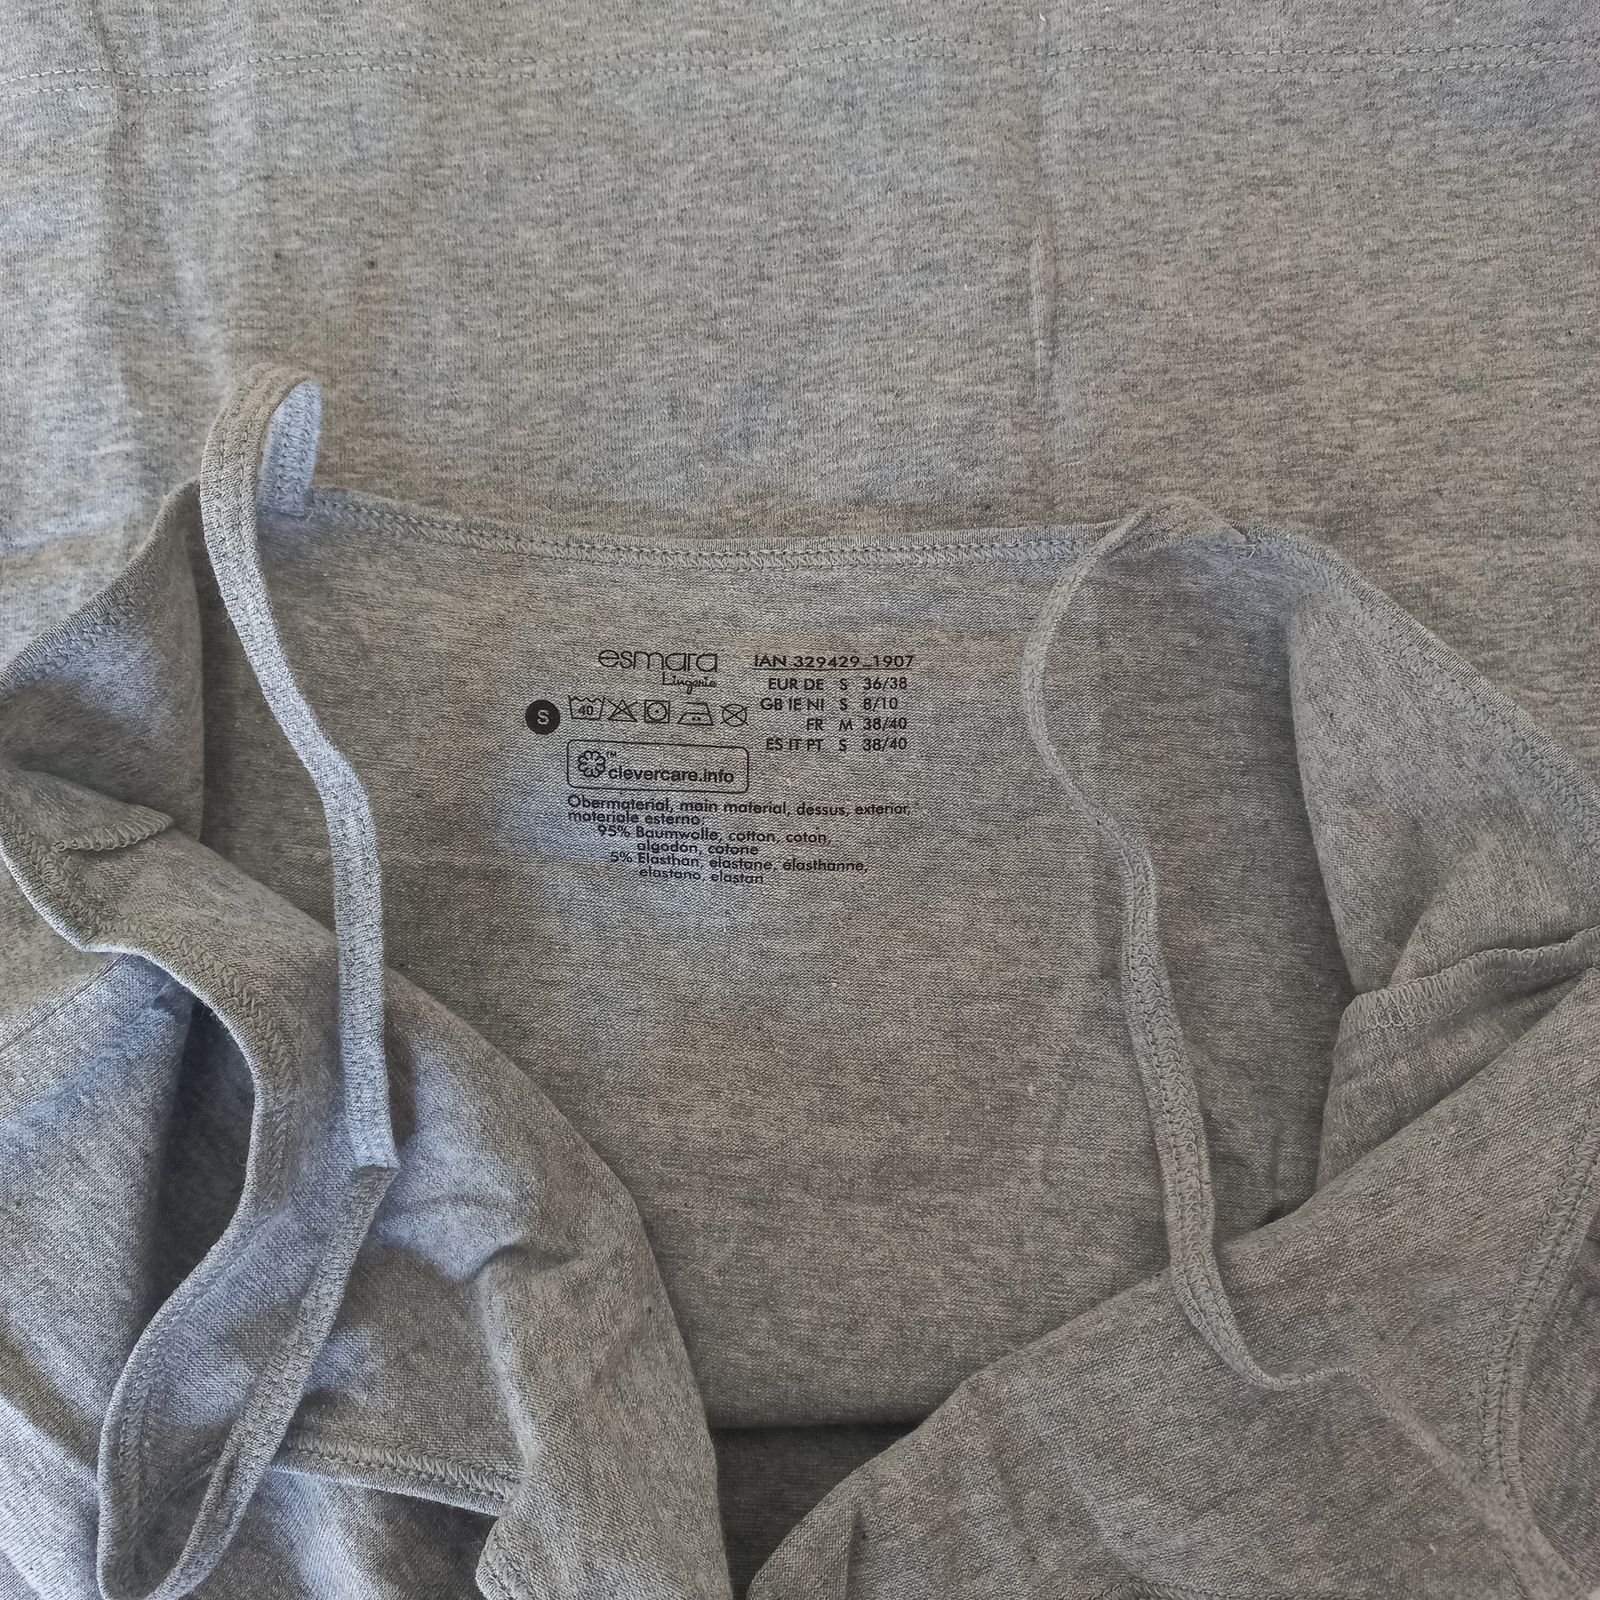 esmara
Lingerie
IAN 329429_1907
EUR DE S 36/38
GB IE NI S 8/10
FR M 38/40
ES IT PT S 38/40
S
40
clevercare.info
TM
Obermaterial, main material, dessus, exterior,
materiale esterno:
95% Baumwolle, cotton, coton,
algodón, cotone
5% Elasthan, elastane, élasthanne,
elastano, elastan